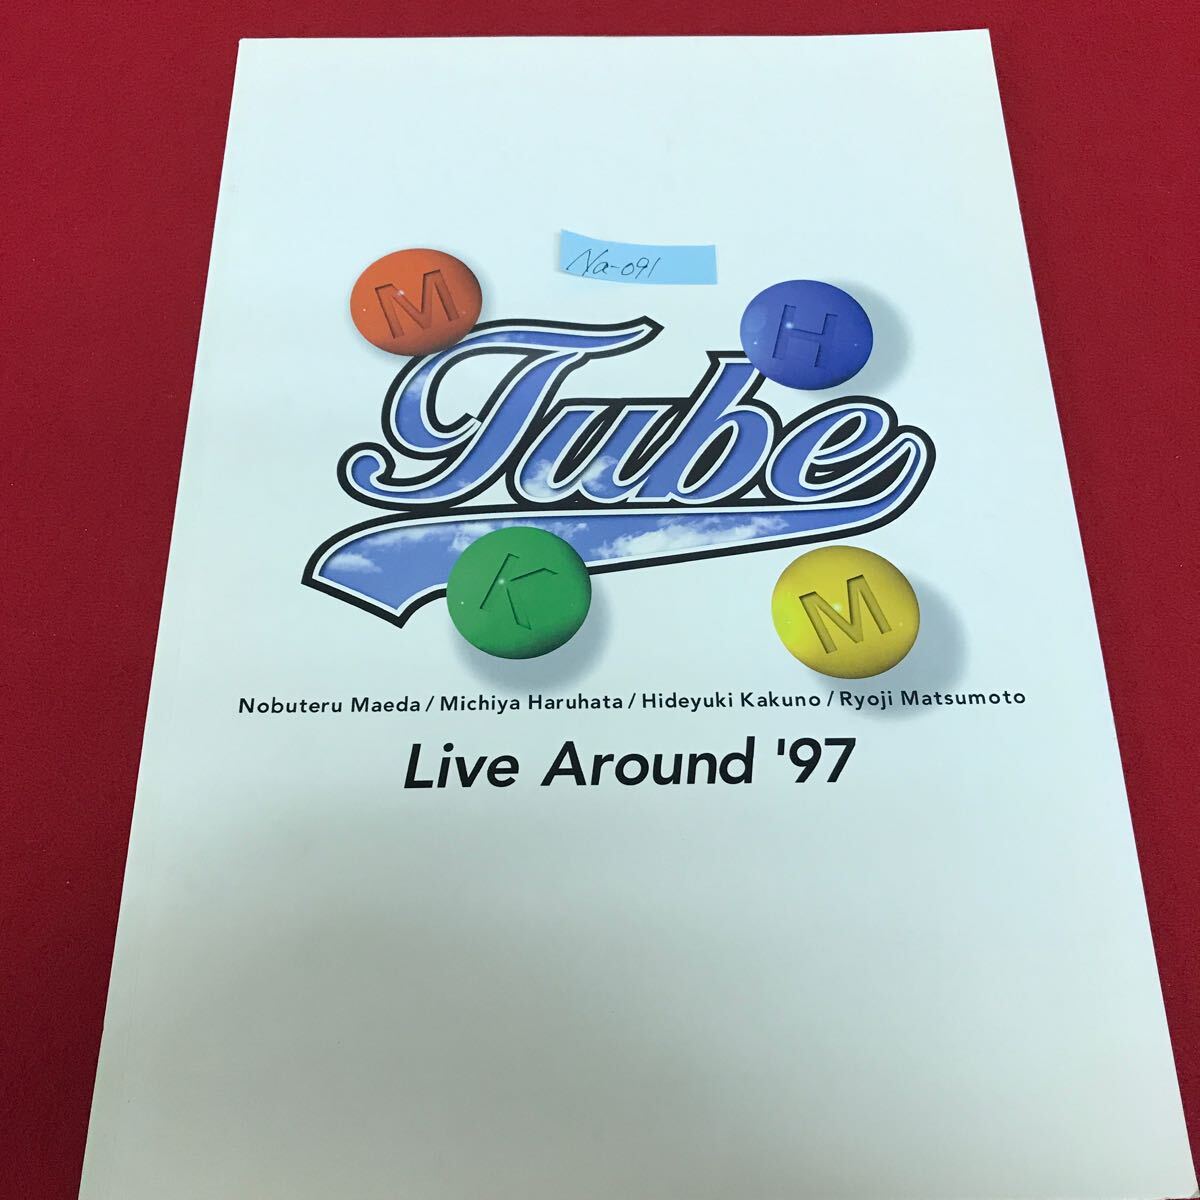 Na-091
M
H
Tube
K
M
Nobuteru Maeda / Michiya Haruhata / Hideyuki Kakuno / Ryoji Matsumoto
Live Around '97